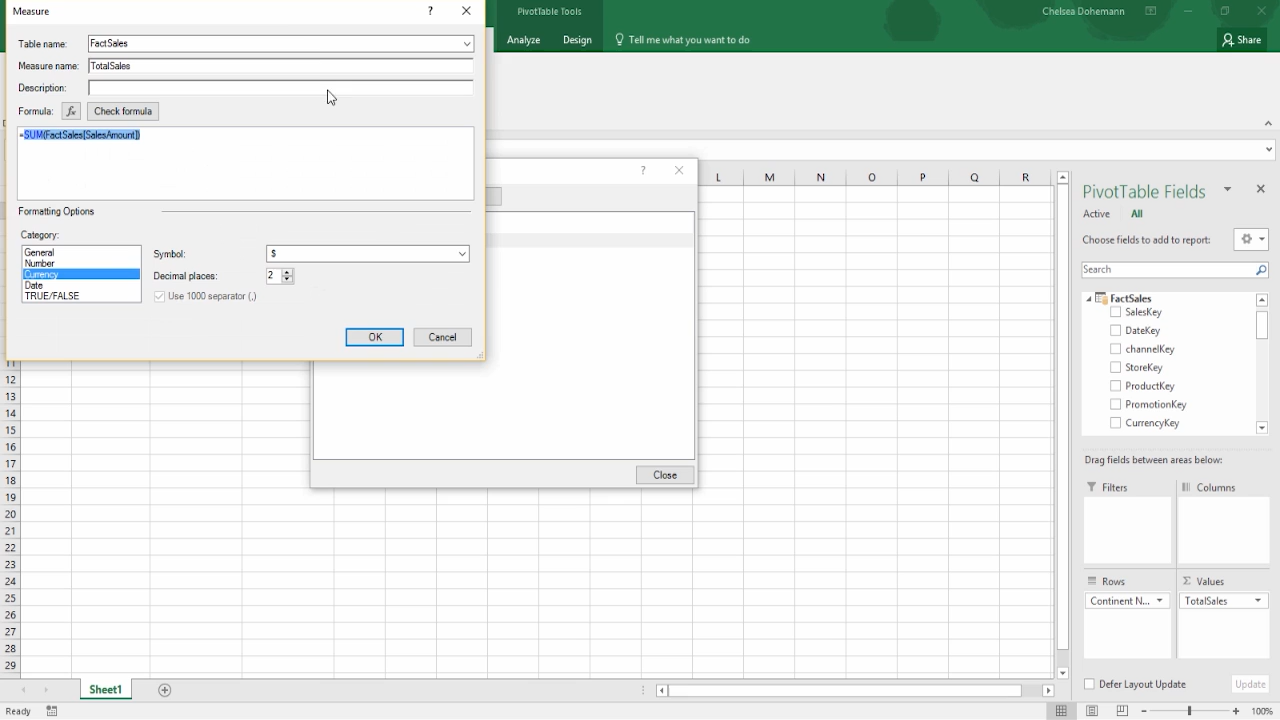 Measure
?
PivotTable Tools
Chelsea Dohemann
Analyze
Design
Tell me what you want to do
Share
Table name:
FactSales
Measure name:
TotalSales
Description:
Formula:
fx
Check formula
=SUM(FactSales[SalesAmount])
Formatting Options
Category:
General
Number
Currency
Date
TRUE/FALSE
Symbol:
$
Decimal places:
2
Use 1000 separator (,)
OK
Cancel
?
Close
L M N O P Q R
12
13
14
15
16
17
18
19
20
21
22
23
24
25
26
27
28
29
PivotTable Fields
Active
All
Choose fields to add to report:
Search
FactSales
SalesKey
DateKey
channelKey
StoreKey
ProductKey
PromotionKey
CurrencyKey
Drag fields between areas below:
Filters
Columns
Rows
Σ Values
Continent N...
TotalSales
Defer Layout Update
Update
Sheet1
Ready
100%